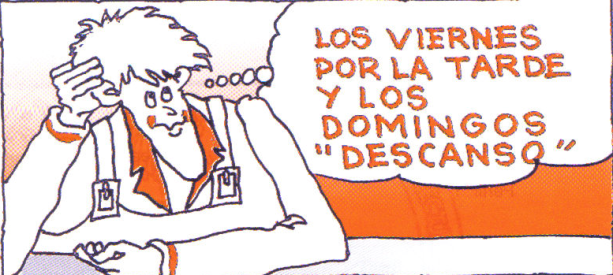 LOS VIERNES
POR LA TARDE
Y LOS
DOMINGOS
"DESCANSO"